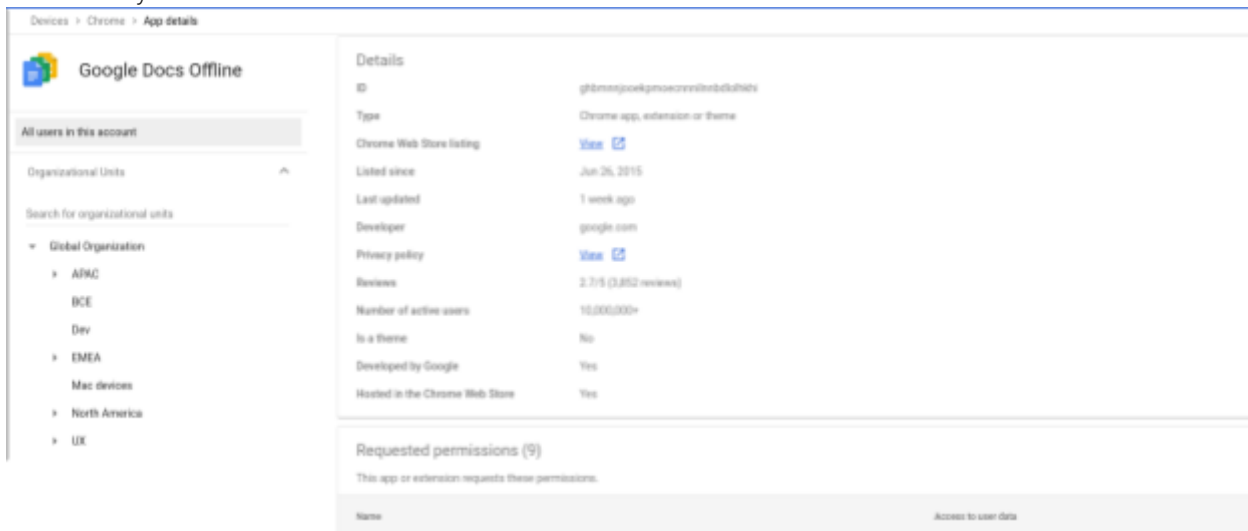 Devices > Chrome > App details
Google Docs Offline
All users in this account
Organizational Units
Search for organizational units
Global Organization
APAC
BCE
Dev
EMEA
Mac devices
North America
UX
Details
ID
Type Chrome app, extension or theme
Chrome Web Store listing View
Listed since Jun 26, 2015
Last updated 1 week ago
Developer google.com
Privacy policy View
Reviews 2.7/5 (3,852 reviews)
Number of active users 10,000,000+
Is a theme No
Developed by Google Yes
Hosted in the Chrome Web Store Yes
Requested permissions (9)
This app or extension requests these permissions.
Name Access to user data